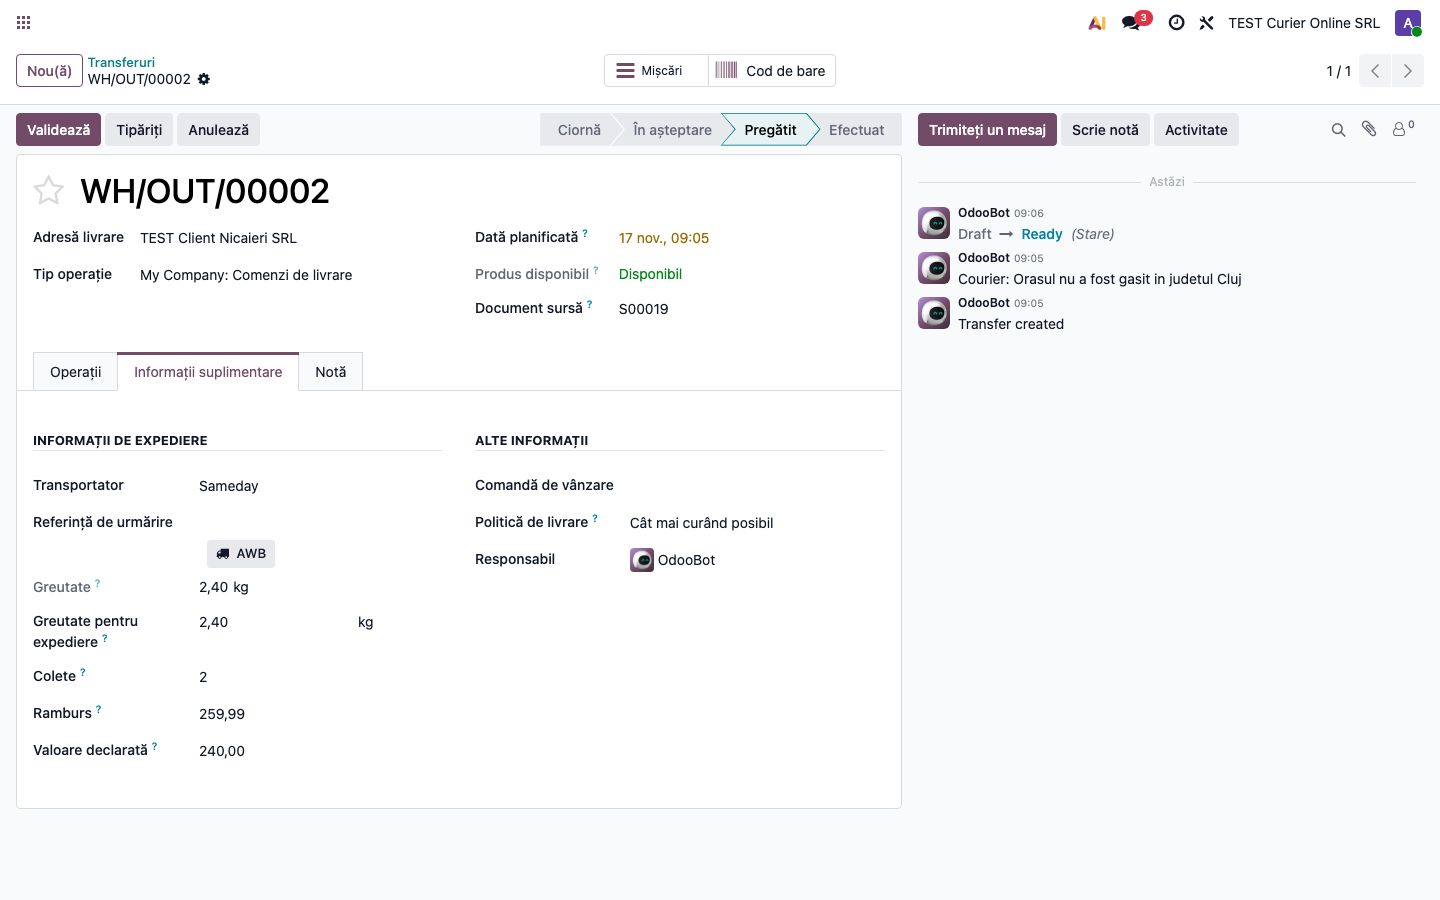 3
TEST Curier Online SRL
A
Nou(ă)
Transferuri
WH/OUT/00002
Mișcări
Cod de bare
1 / 1
Validează
Tipăriți
Anulează
Ciornă
În așteptare
Pregătit
Efectuat
Trimiteți un mesaj
Scrie notă
Activitate
0
WH/OUT/00002
Adresă livrare
TEST Client Nicaieri SRL
Tip operație
My Company: Comenzi de livrare
Dată planificată ?
17 nov., 09:05
Produs disponibil ?
Disponibil
Document sursă ?
S00019
Operații
Informații suplimentare
Notă
INFORMAȚII DE EXPEDIERE
Transportator
Sameday
Referință de urmărire
AWB
Greutate ?
2,40 kg
Greutate pentru
expediere ?
2,40
kg
Colete ?
2
Ramburs ?
259,99
Valoare declarată ?
240,00
ALTE INFORMAȚII
Comandă de vânzare
Politică de livrare ?
Cât mai curând posibil
Responsabil
OdooBot
Astăzi
OdooBot 09:06
Draft → Ready (Stare)
OdooBot 09:05
Courier: Orasul nu a fost gasit in judetul Cluj
OdooBot 09:05
Transfer created